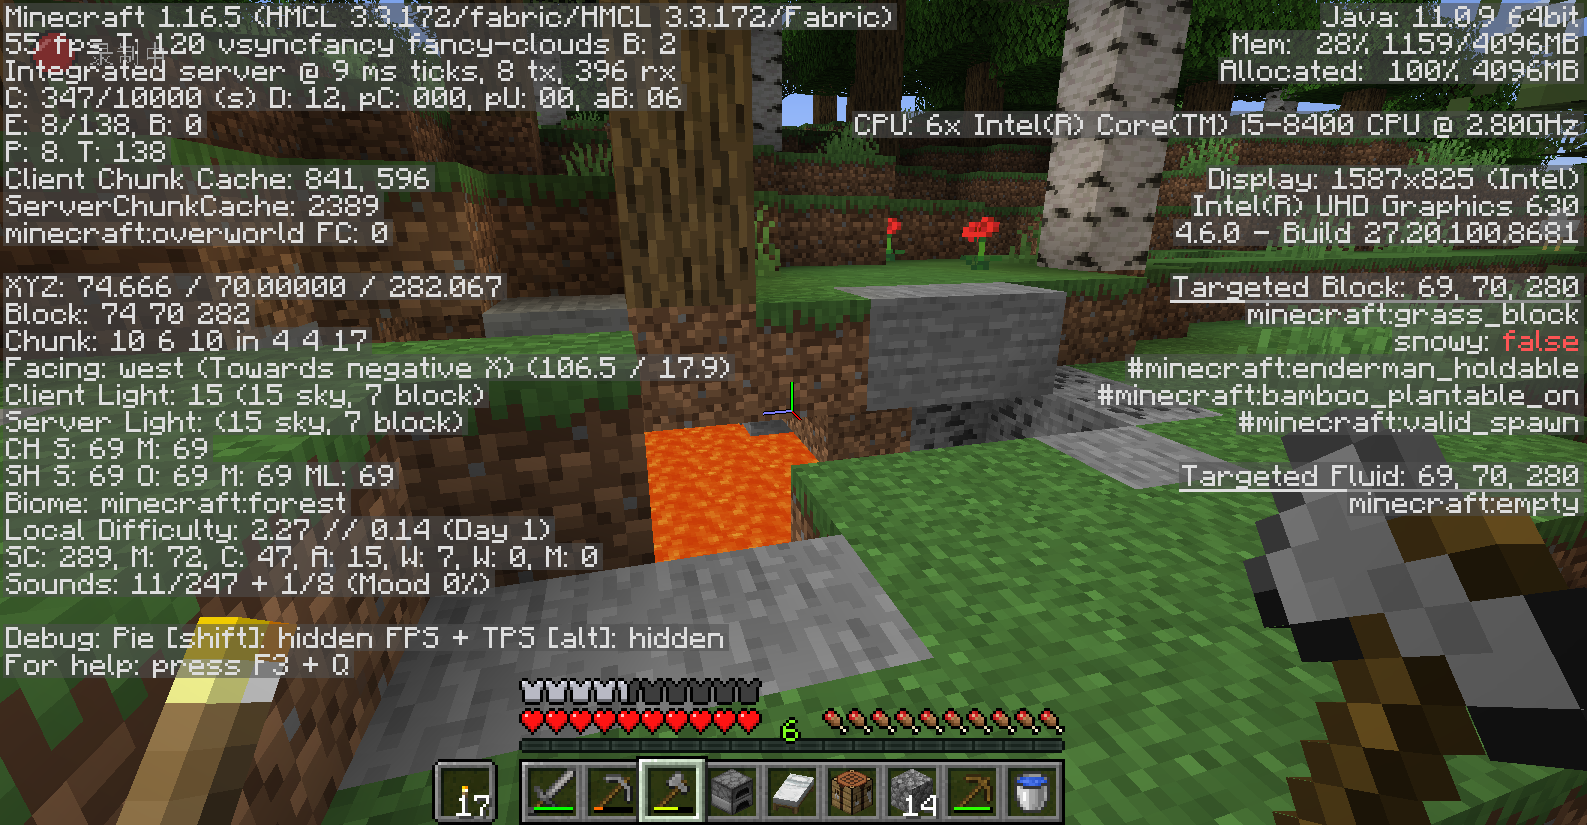 Minecraft 1.16.5 (HMCL 3.3.172/fabric/HMCL 3.3.172/Fabric)
55 fps T: 120 vsyncfancy fancy-clouds B: 2
录制中
Integrated server @ 9 ms ticks, 8 tx, 396 rx
C: 347/10000 (s) D: 12, pC: 000, pU: 00, aB: 06
E: 8/138, B: 0
P: 8. T: 138
Client Chunk Cache: 841, 596
ServerChunkCache: 2389
minecraft:overworld FC: 0
XYZ: 74.666 / 70.00000 / 282.067
Block: 74 70 282
Chunk: 10 6 10 in 4 4 17
Facing: west (Towards negative X) (106.5 / 17.9)
Client Light: 15 (15 sky, 7 block)
Server Light: (15 sky, 7 block)
CH S: 69 M: 69
SH S: 69 O: 69 M: 69 ML: 69
Biome: minecraft:forest
Local Difficulty: 2.27 // 0.14 (Day 1)
SC: 289, M: 72, C: 47, A: 15, W: 7, W: 0, M: 0
Sounds: 11/247 + 1/8 (Mood 0%)
Debug: Pie [shift]: hidden FPS + TPS [alt]: hidden
For help: press F3 + Q
Java: 11.0.9 64bit
Mem: 28% 1159/4096MB
Allocated: 100% 4096MB
CPU: 6x Intel(R) Core(TM) i5-8400 CPU @ 2.80GHz
Display: 1587x825 (Intel)
Intel(R) UHD Graphics 630
4.6.0 - Build 27.20.100.8681
Targeted Block: 69, 70, 280
minecraft:grass_block
snowy: false
#minecraft:enderman_holdable
#minecraft:bamboo_plantable_on
#minecraft:valid_spawn
Targeted Fluid: 69, 70, 280
minecraft:empty
6
17
14